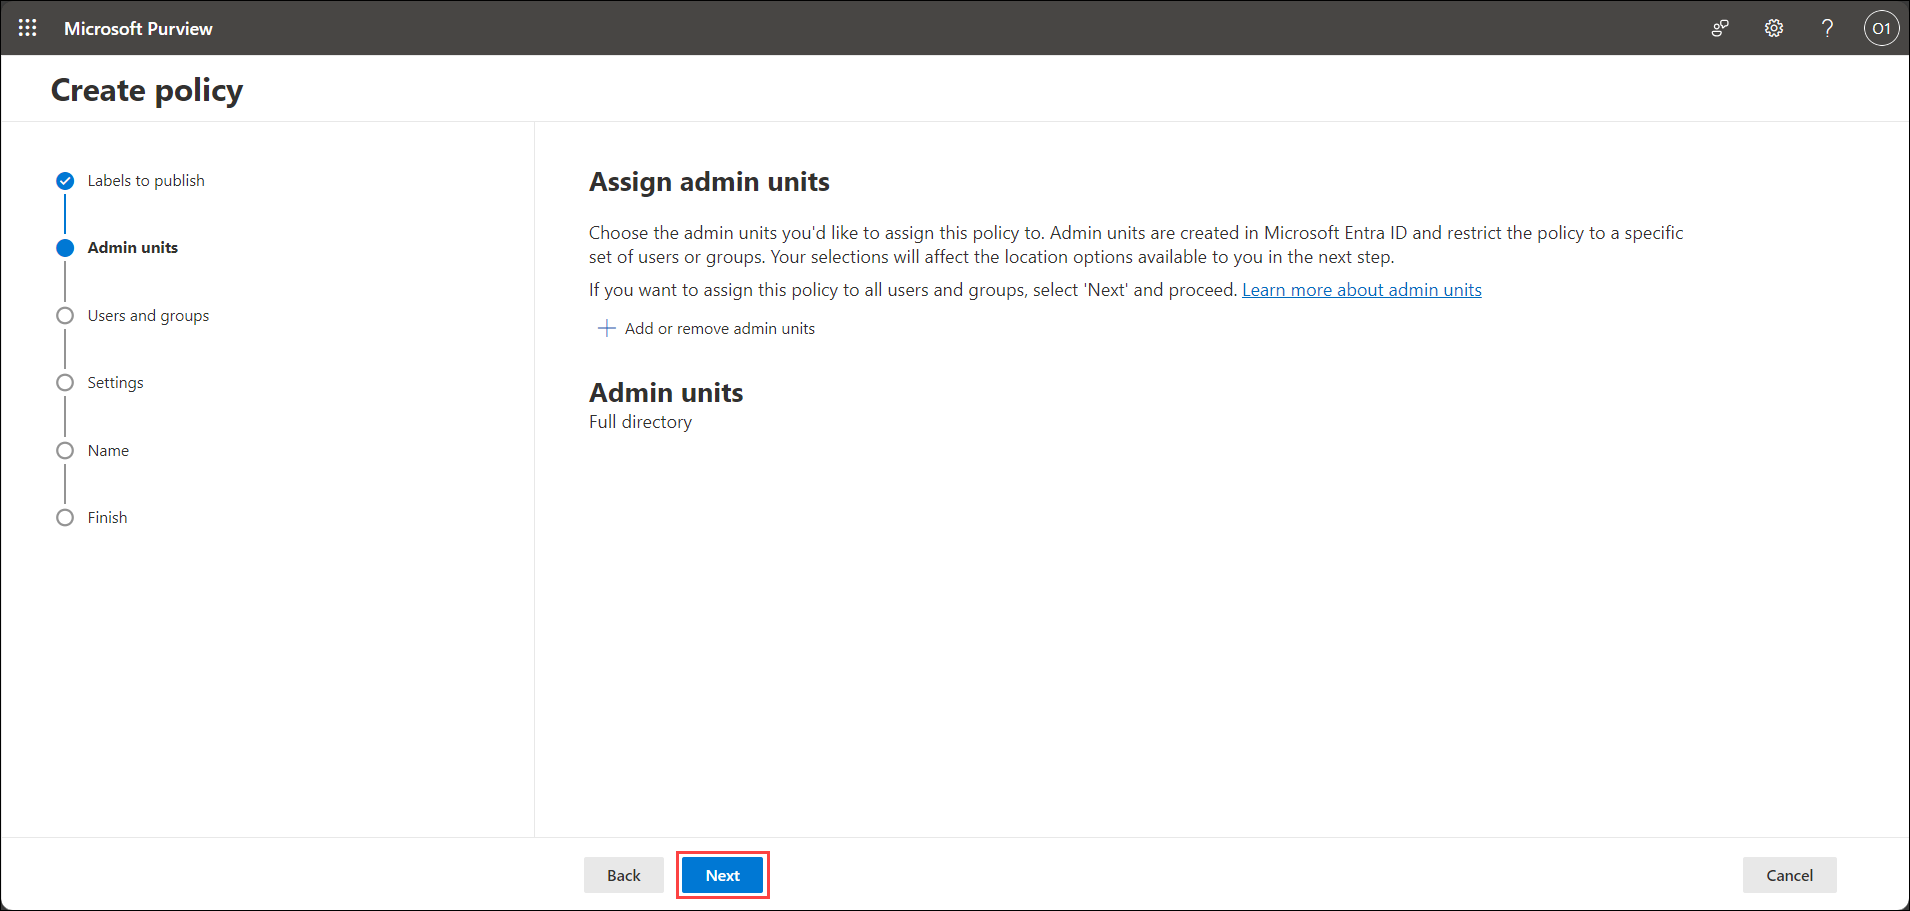 Microsoft Purview
?
O1
Create policy
Labels to publish
Admin units
Users and groups
Settings
Name
Finish
Assign admin units
Choose the admin units you'd like to assign this policy to. Admin units are created in Microsoft Entra ID and restrict the policy to a specific
set of users or groups. Your selections will affect the location options available to you in the next step.
If you want to assign this policy to all users and groups, select 'Next' and proceed. Learn more about admin units
Add or remove admin units
Admin units
Full directory
Back
Next
Cancel